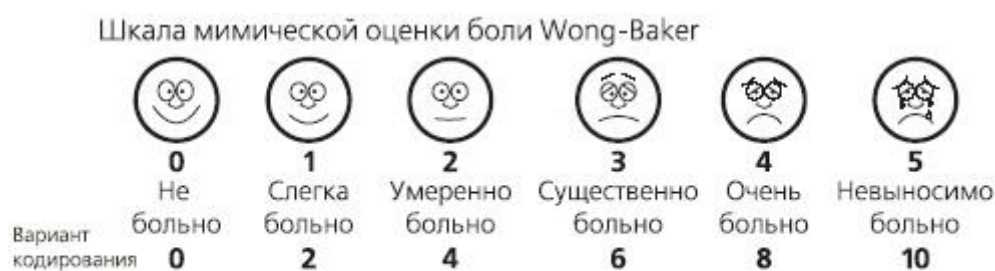 Шкала мимической оценки боли Wong-Baker
0 1 2 3 4 5
Не Слегка Умеренно Существенно Очень Невыносимо
больно больно больно больно больно больно
Вариант
кодирования 0 2 4 6 8 10